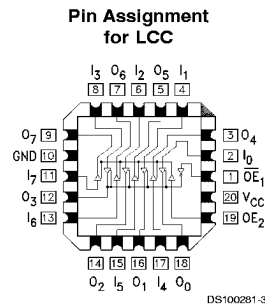 Pin Assignment
for LCC
I3 O6 I2 O5 I1
8 7 6 5 4
O7 9
GND 10
I7 11
O3 12
I6 13
3 O4
2 I0
1 OE1
20 VCC
19 OE2
14 15 16 17 18
O2 I5 O1 I4 O0
DS100281-3